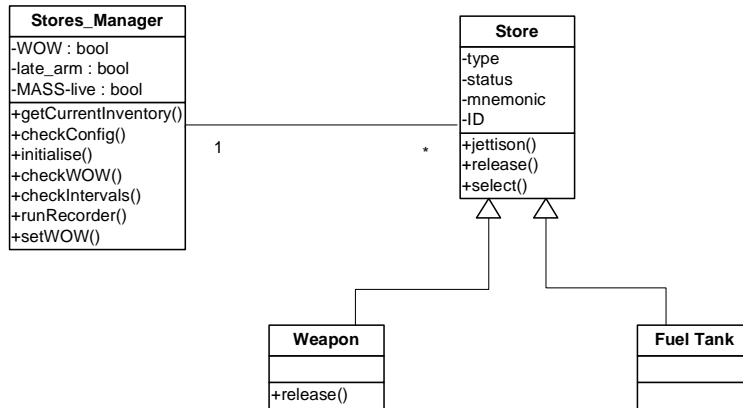 Stores_Manager
-WOW : bool
-late_arm : bool
-MASS-live : bool
+getCurrentInventory()
+checkConfig()
+initialise()
+checkWOW()
+checkIntervals()
+runRecorder()
+setWOW()
1
*
Store
-type
-status
-mnemonic
-ID
+jettison()
+release()
+select()
Weapon
+release()
Fuel Tank